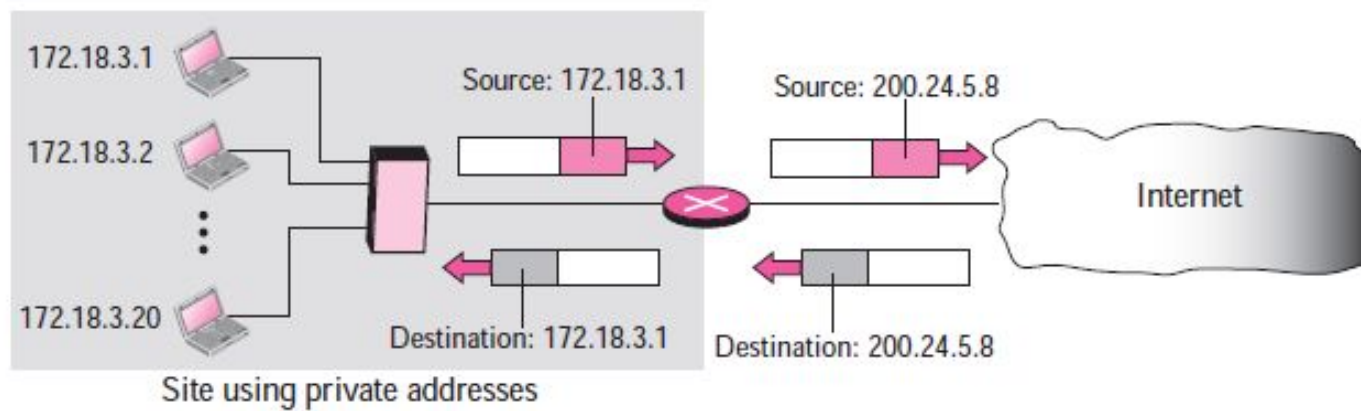 172.18.3.1
172.18.3.2
172.18.3.20
Source: 172.18.3.1
Destination: 172.18.3.1
Source: 200.24.5.8
Destination: 200.24.5.8
Internet
Site using private addresses